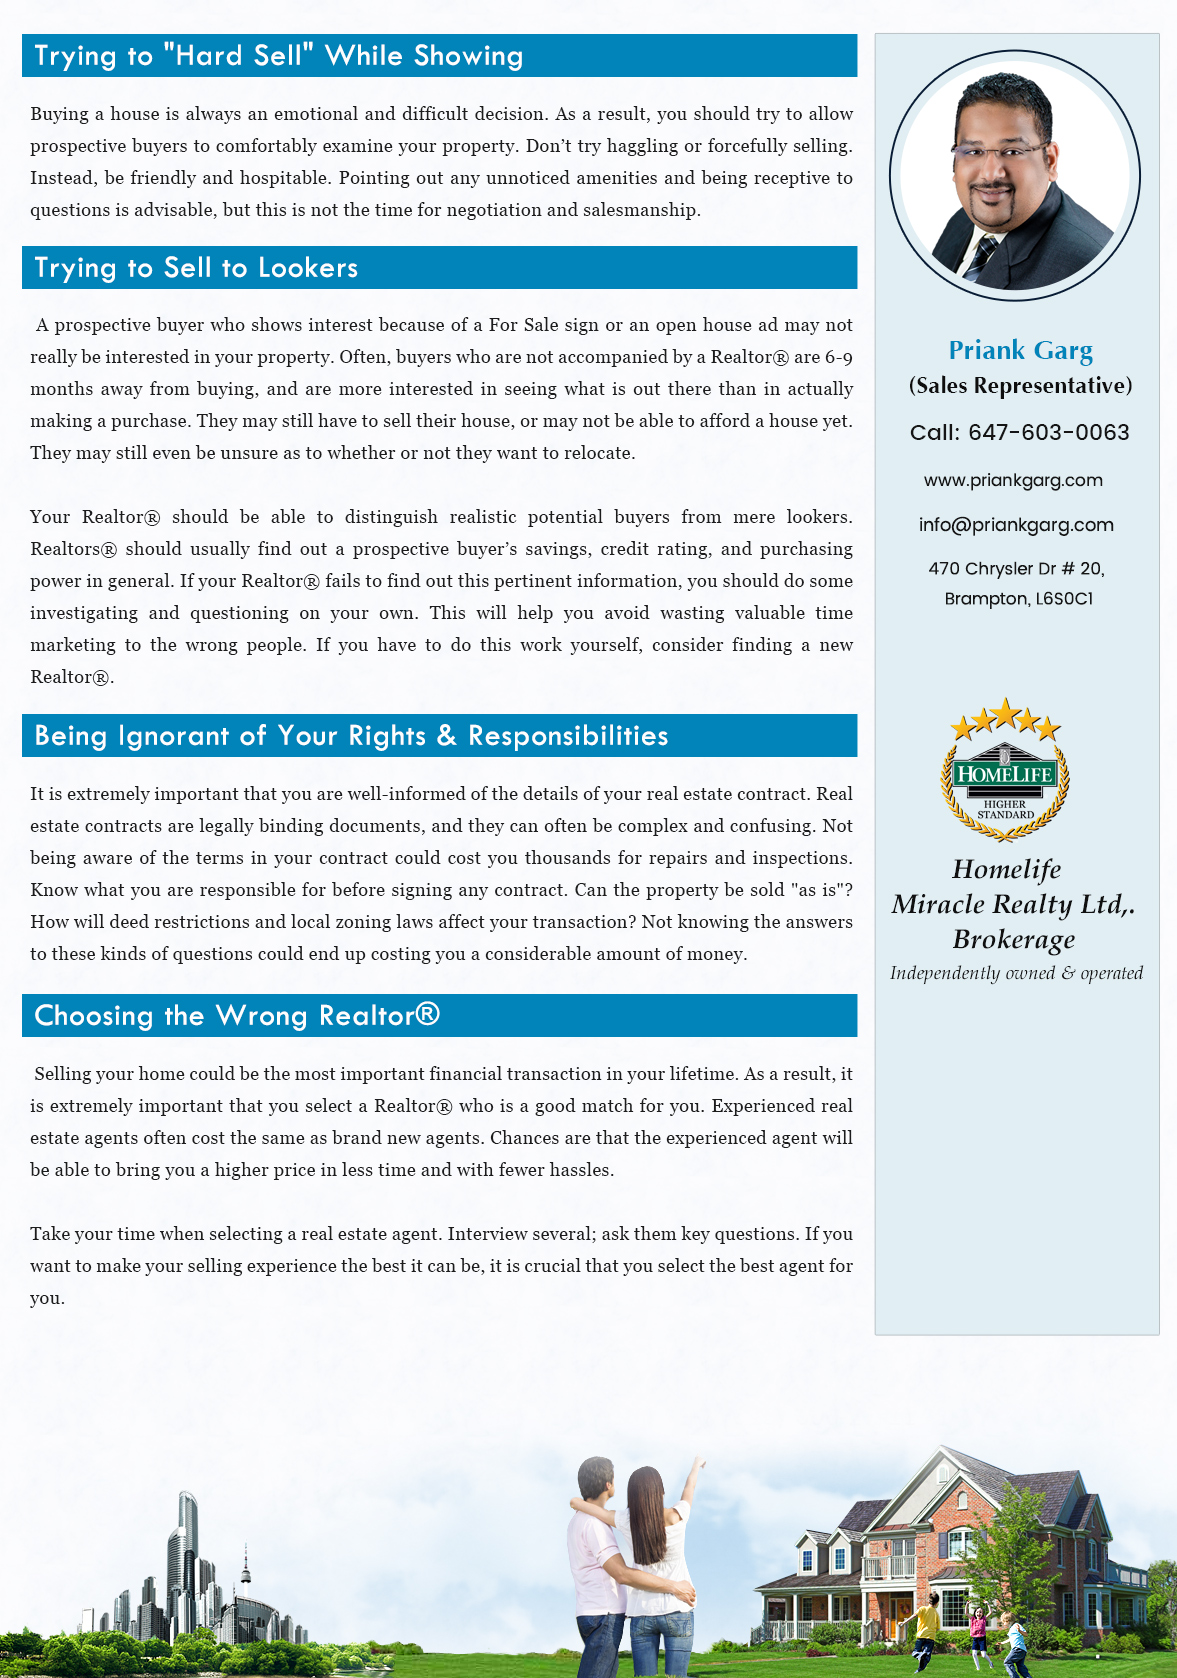 Trying to "Hard Sell" While Showing
Buying a house is always an emotional and difficult decision. As a result, you should try to allow
prospective buyers to comfortably examine your property. Don’t try haggling or forcefully selling.
Instead, be friendly and hospitable. Pointing out any unnoticed amenities and being receptive to
questions is advisable, but this is not the time for negotiation and salesmanship.
Trying to Sell to Lookers
A prospective buyer who shows interest because of a For Sale sign or an open house ad may not
really be interested in your property. Often, buyers who are not accompanied by a Realtor® are 6-9
months away from buying, and are more interested in seeing what is out there than in actually
making a purchase. They may still have to sell their house, or may not be able to afford a house yet.
They may still even be unsure as to whether or not they want to relocate.
Your Realtor® should be able to distinguish realistic potential buyers from mere lookers.
Realtors® should usually find out a prospective buyer’s savings, credit rating, and purchasing
power in general. If your Realtor® fails to find out this pertinent information, you should do some
investigating and questioning on your own. This will help you avoid wasting valuable time
marketing to the wrong people. If you have to do this work yourself, consider finding a new
Realtor®.
Being Ignorant of Your Rights & Responsibilities
It is extremely important that you are well-informed of the details of your real estate contract. Real
estate contracts are legally binding documents, and they can often be complex and confusing. Not
being aware of the terms in your contract could cost you thousands for repairs and inspections.
Know what you are responsible for before signing any contract. Can the property be sold "as is"?
How will deed restrictions and local zoning laws affect your transaction? Not knowing the answers
to these kinds of questions could end up costing you a considerable amount of money.
Choosing the Wrong Realtor®
Selling your home could be the most important financial transaction in your lifetime. As a result, it
is extremely important that you select a Realtor® who is a good match for you. Experienced real
estate agents often cost the same as brand new agents. Chances are that the experienced agent will
be able to bring you a higher price in less time and with fewer hassles.
Take your time when selecting a real estate agent. Interview several; ask them key questions. If you
want to make your selling experience the best it can be, it is crucial that you select the best agent for
you.
Priank Garg
(Sales Representative)
Call: 647-603-0063
www.priankgarg.com
info@priankgarg.com
470 Chrysler Dr # 20,
Brampton, L6S0C1
HOMELIFE
HIGHER
STANDARD
Homelife
Miracle Realty Ltd,.
Brokerage
Independently owned & operated